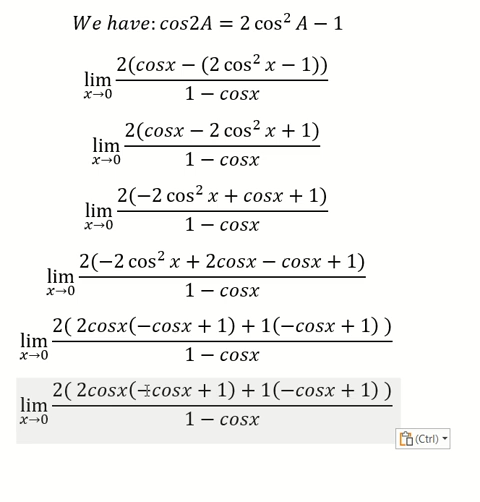 We have: cos2A = 2 cos² A − 1
lim x→0 2(cosx − (2 cos² x − 1)) / 1 − cosx
lim x→0 2(cosx − 2 cos² x + 1) / 1 − cosx
lim x→0 2(−2 cos² x + cosx + 1) / 1 − cosx
lim x→0 2(−2 cos² x + 2cosx − cosx + 1) / 1 − cosx
lim x→0 2( 2cosx(−cosx + 1) + 1(−cosx + 1) ) / 1 − cosx
lim x→0 2( 2cosx(−cosx + 1) + 1(−cosx + 1) ) / 1 − cosx
(Ctrl)